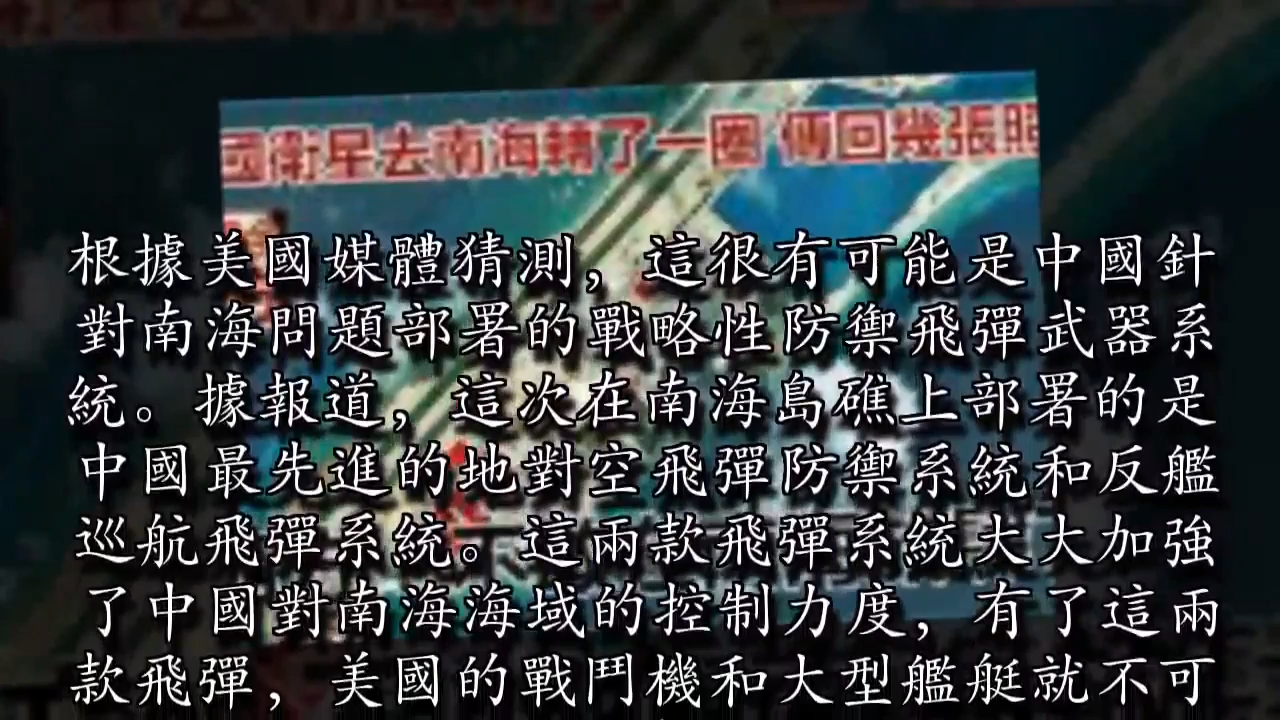 國衛星去南海轉了一圈 傳回幾張照
根據美國媒體猜測，這很有可能是中國針
對南海問題部署的戰略性防禦飛彈武器系
統。據報道，這次在南海島礁上部署的是
中國最先進的地對空飛彈防禦系統和反艦
巡航飛彈系統。這兩款飛彈系統大大加強
了中國對南海海域的控制力度，有了這兩
款飛彈，美國的戰鬥機和大型艦艇就不可